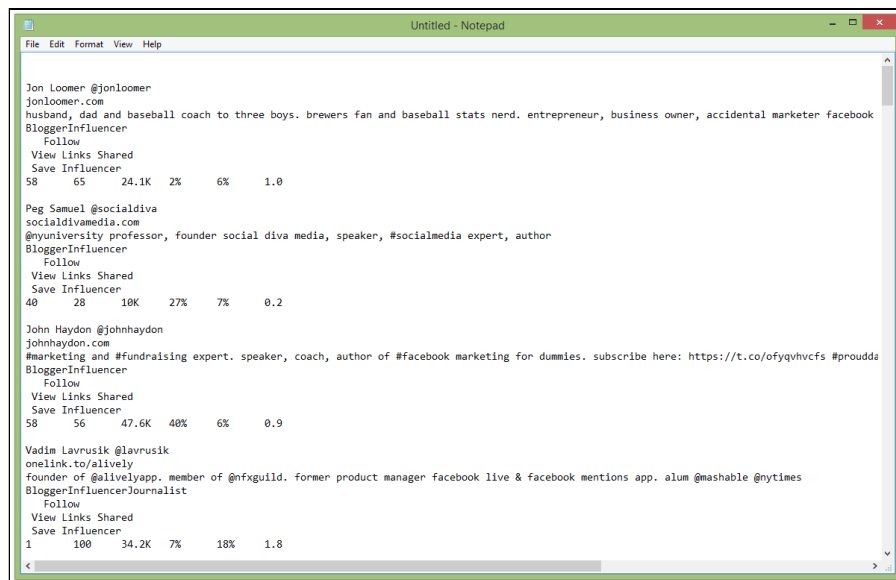 Untitled - Notepad
File Edit Format View Help
Jon Loomer @jonloomer
jonloomer.com
husband, dad and baseball coach to three boys. brewers fan and baseball stats nerd. entrepreneur, business owner, accidental marketer facebook
BloggerInfluencer
Follow
View Links Shared
Save Influencer
58 65 24.1K 2% 6% 1.0
Peg Samuel @socialdiva
socialdivamedia.com
@nyuniversity professor, founder social diva media, speaker, #socialmedia expert, author
BloggerInfluencer
Follow
View Links Shared
Save Influencer
40 28 10K 27% 7% 0.2
John Haydon @johnhaydon
johnhaydon.com
#marketing and #fundraising expert. speaker, coach, author of #facebook marketing for dummies. subscribe here: https://t.co/ofyqvhvcfs #proudda
BloggerInfluencer
Follow
View Links Shared
Save Influencer
58 56 47.6K 40% 6% 0.9
Vadim Lavrusik @lavrusik
onelink.to/alively
founder of @alivelyapp. member of @nfxguild. former product manager facebook live & facebook mentions app. alum @mashable @nytimes
BloggerInfluencerJournalist
Follow
View Links Shared
Save Influencer
1 100 34.2K 7% 18% 1.8